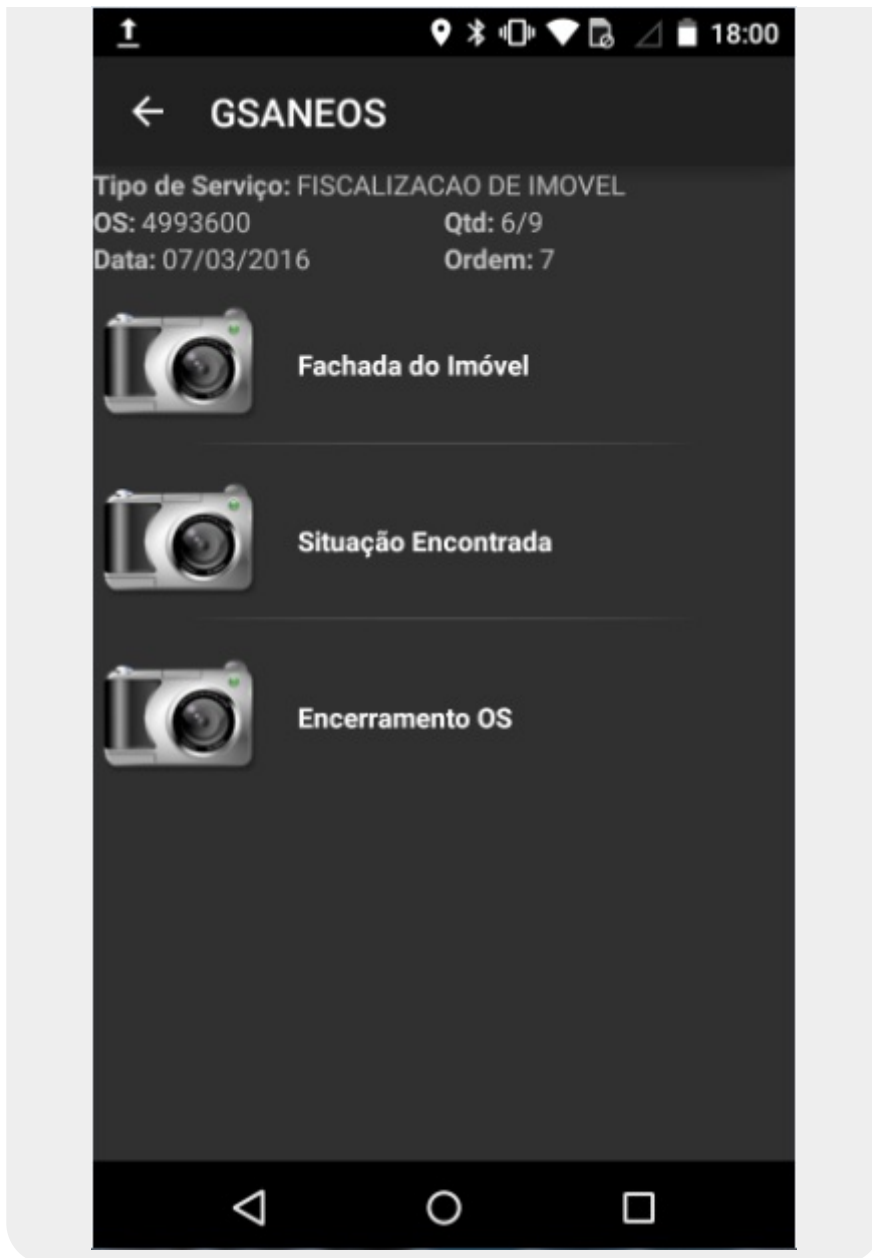 18:00
GSANEOS
Tipo de Serviço: FISCALIZACAO DE IMOVEL
OS: 4993600 Qtd: 6/9
Data: 07/03/2016 Ordem: 7
Fachada do Imóvel
Situação Encontrada
Encerramento OS